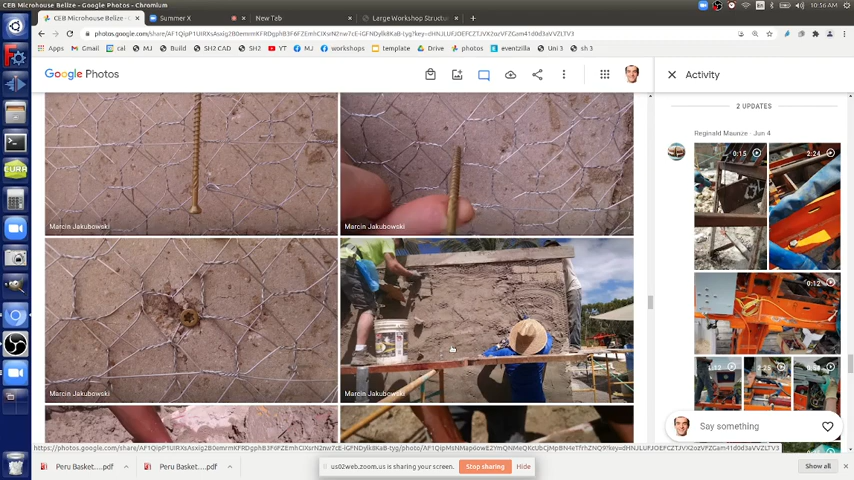 CEB Microhouse Belize - Google Photos - Chromium
10:56 AM
CEB Microhouse Belize - G
Summer X
New Tab
Large Workshop Structu
Apps
Gmail
cal
MJ
Build
SH2 CAD
SH2
YT
MJ
workshops
template
Drive
photos
eventzilla
Uni 3
sh 3
Google Photos
Activity
2 UPDATES
Reginald Maunze · Jun 4
0:15
2:24
Marcin Jakubowski
Marcin Jakubowski
0:12
Marcin Jakubowski
Marcin Jakubowski
Say something
Peru Basket....pdf
Peru Basket....pdf
us02web.zoom.us is sharing your screen.
Stop sharing
Hide
Show all